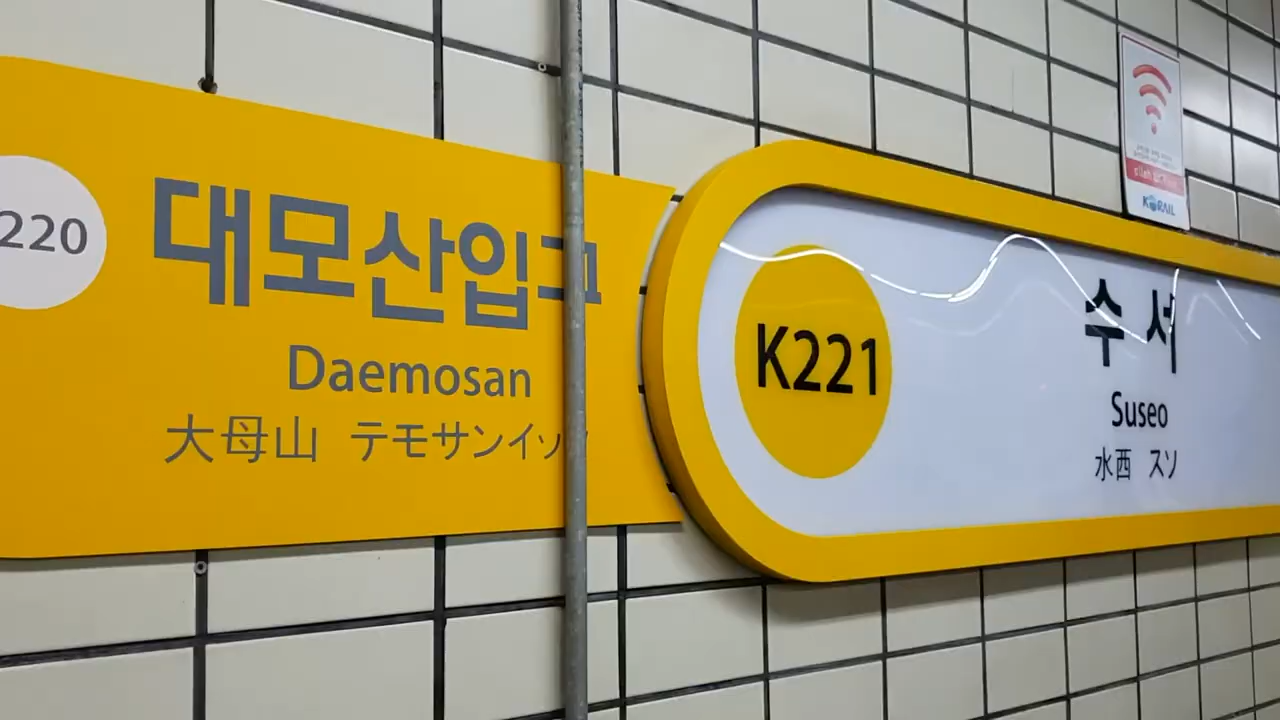 220
대모산입구
Daemosan
大母山 テモサンイㇷ゚
K221
수서
Suseo
水西 スソ
KORAIL